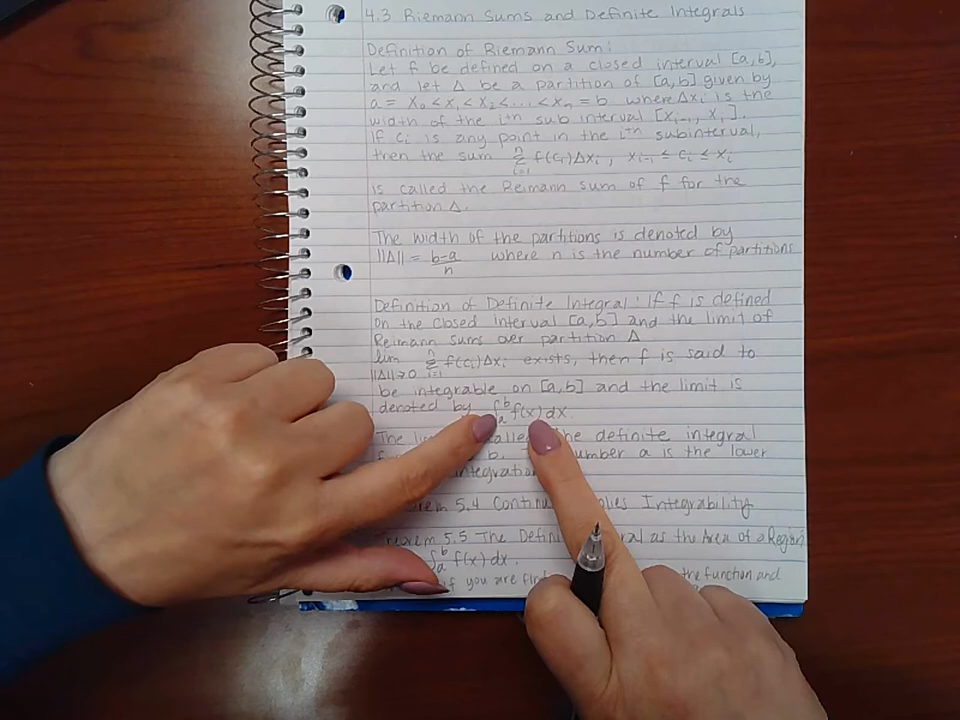 4.3 Riemann Sums and Definite Integrals
Definition of Riemann Sum:
Let f be defined on a closed interval [a,b],
and let Δ be a partition of [a,b] given by
a = x₀ < x₁ < x₂ < ... < xₙ = b where Δxᵢ is the
width of the iᵗʰ sub interval [xᵢ₋₁, xᵢ].
If cᵢ is any point in the iᵗʰ subinterval,
then the sum Σᵢ₌₁ⁿ f(cᵢ)Δxᵢ, xᵢ₋₁ ≤ cᵢ ≤ xᵢ
is called the Reimann sum of f for the
partition Δ.
The width of the partitions is denoted by
||Δ|| = b-a/n where n is the number of partitions
Definition of Definite Integral: If f is defined
on the closed interval [a,b] and the limit of
Reimann sums over partition Δ
lim ||Δ||→0 Σᵢ₌₁ⁿ f(cᵢ)Δxᵢ exists, then f is said to
be integrable on [a,b] and the limit is
denoted by ∫ₐᵇ f(x)dx
The the definite integral
b. number a is the lower
5.4 Integrability
Theorem 5.5 The as the Area of a Region
∫ₐᵇ f(x)dx.
if you are the function and